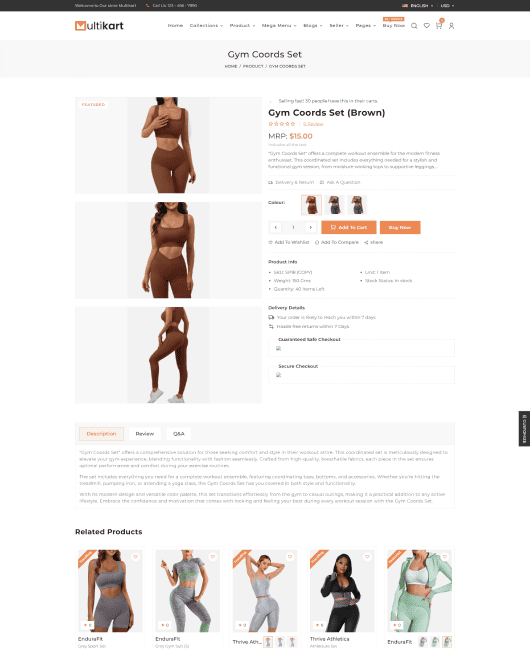 Welcome to Our store Multikart
Call Us: 123 - 456 - 7890
ENGLISH
USD
Multikart
Home
Collections
Product
Mega Menu
Blogs
Seller
Pages
Buy Now
Gym Coords Set
HOME / PRODUCT / GYM COORDS SET
FEATURED
Selling fast! 50 people have this in their carts.
Gym Coords Set (Brown)
0 Review
MRP: $15.00
Inclusive all the text
"Gym Coords Set" offers a complete workout ensemble for the modern fitness
enthusiast. This coordinated set includes everything needed for a stylish and
functional gym session, from moisture-wicking tops to supportive leggings...
Delivery & Return
Ask A Question
Colour:
1
Add To Cart
Buy Now
Add To Wishlist
Add To Compare
share
Product Info
SKU: SP18 (COPY)
Unit: 1 Item
Weight: 150 Gms
Stock Status: In stock
Quantity: 40 Items Left
Delivery Details
Your order is likely to reach you within 7 days
Hassle free returns within 7 Days
Guaranteed Safe Checkout
Secure Checkout
CUSTOMIZE
Description
Review
Q&A
"Gym Coords Set" offers a comprehensive solution for those seeking comfort and style in their workout attire. This coordinated set is meticulously designed to
elevate your gym experience, blending functionality with fashion seamlessly. Crafted from high-quality, breathable fabrics, each piece in the set ensures
optimal performance and comfort during your exercise routines.
The set includes everything you need for a complete workout ensemble, featuring coordinating tops, bottoms, and accessories. Whether you're hitting the
treadmill, pumping iron, or attending a yoga class, the Gym Coords Set has you covered in both style and functionality.
With its modern design and versatile color palette, this set transitions effortlessly from the gym to casual outings, making it a practical addition to any active
lifestyle. Embrace the confidence and motivation that comes with training and feeling your best during every workout session with the Gym Coords Set.
Related Products
0
0
0
0
0
EnduraFit
EnduraFit
Thrive Ath...
Thrive Athletica
EnduraFit
Grey Sport Set
Gres Gym Suit (S)